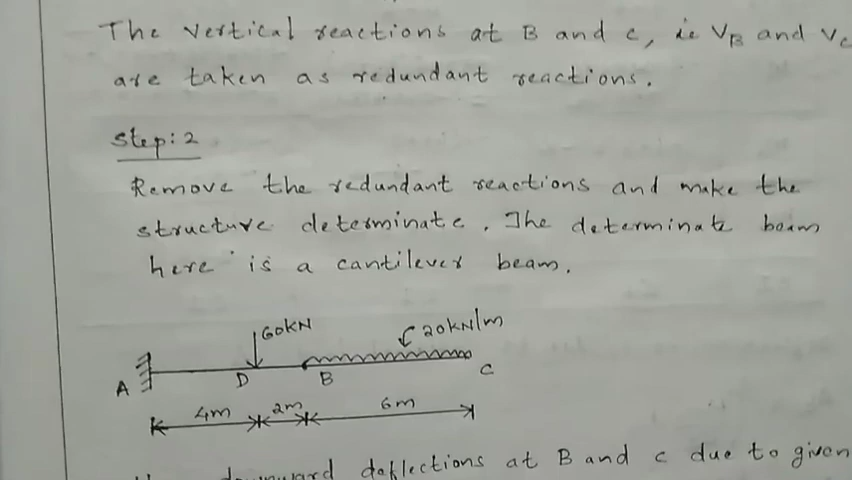 The vertical reactions at B and c, ie VB and Vc
are taken as redundant reactions.
Step:2
Remove the redundant reactions and make the
structure determinate. The determinate beam
here is a cantilever beam.
60kN
20kN/m
A
D
B
C
4m
2m
6m
downward deflections at B and c due to given